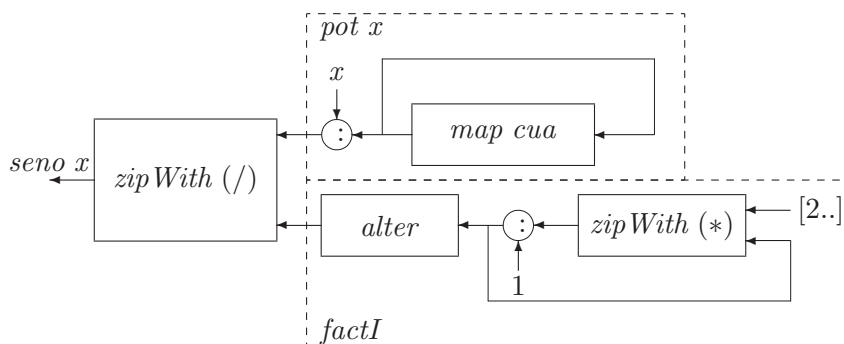 pot x
x
:
map cua
seno x
zipWith (/)
alter
:
zipWith (∗)
[2..]
1
factI